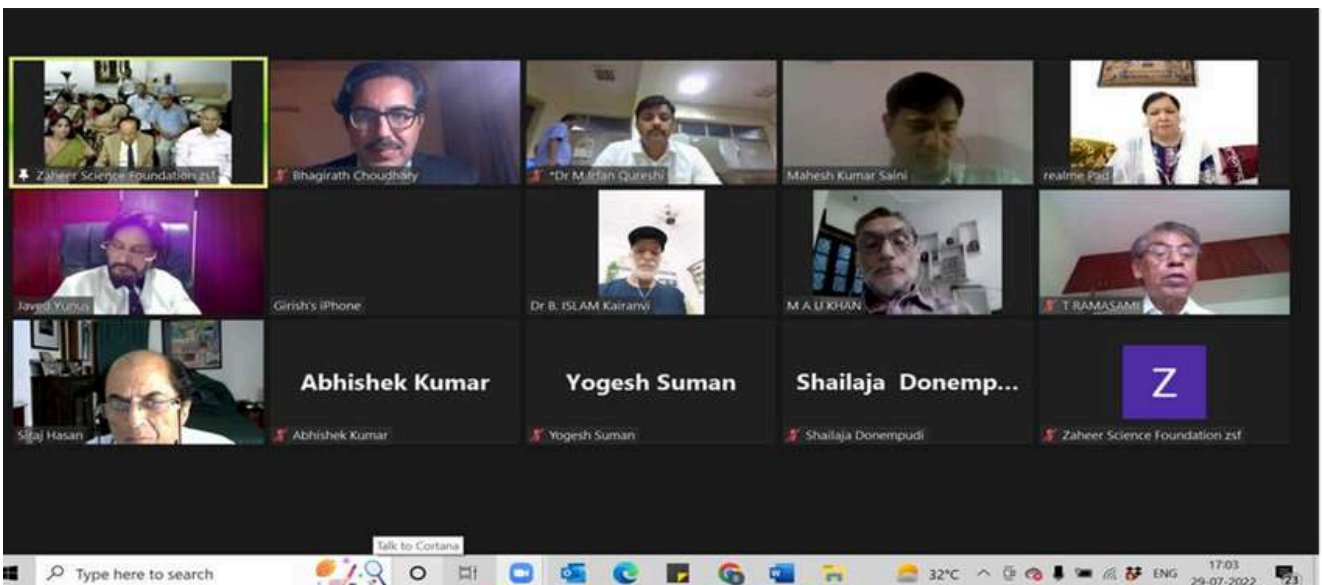 Zaheer Science Foundation zsf
Bhagirath Choudhary
*Dr M Irfan Qureshi
Mahesh Kumar Saini
realme Pad
Javed Yunus
Girish's iPhone
Dr B. ISLAM Kairanvi
M A U KHAN
T RAMASAMI
Siraj Hasan
Abhishek Kumar
Abhishek Kumar
Yogesh Suman
Yogesh Suman
Shailaja Donemp...
Shailaja Donempudi
Z
Zaheer Science Foundation zsf
Talk to Cortana
Type here to search
32°C
ENG
17:03
29-07-2022
23